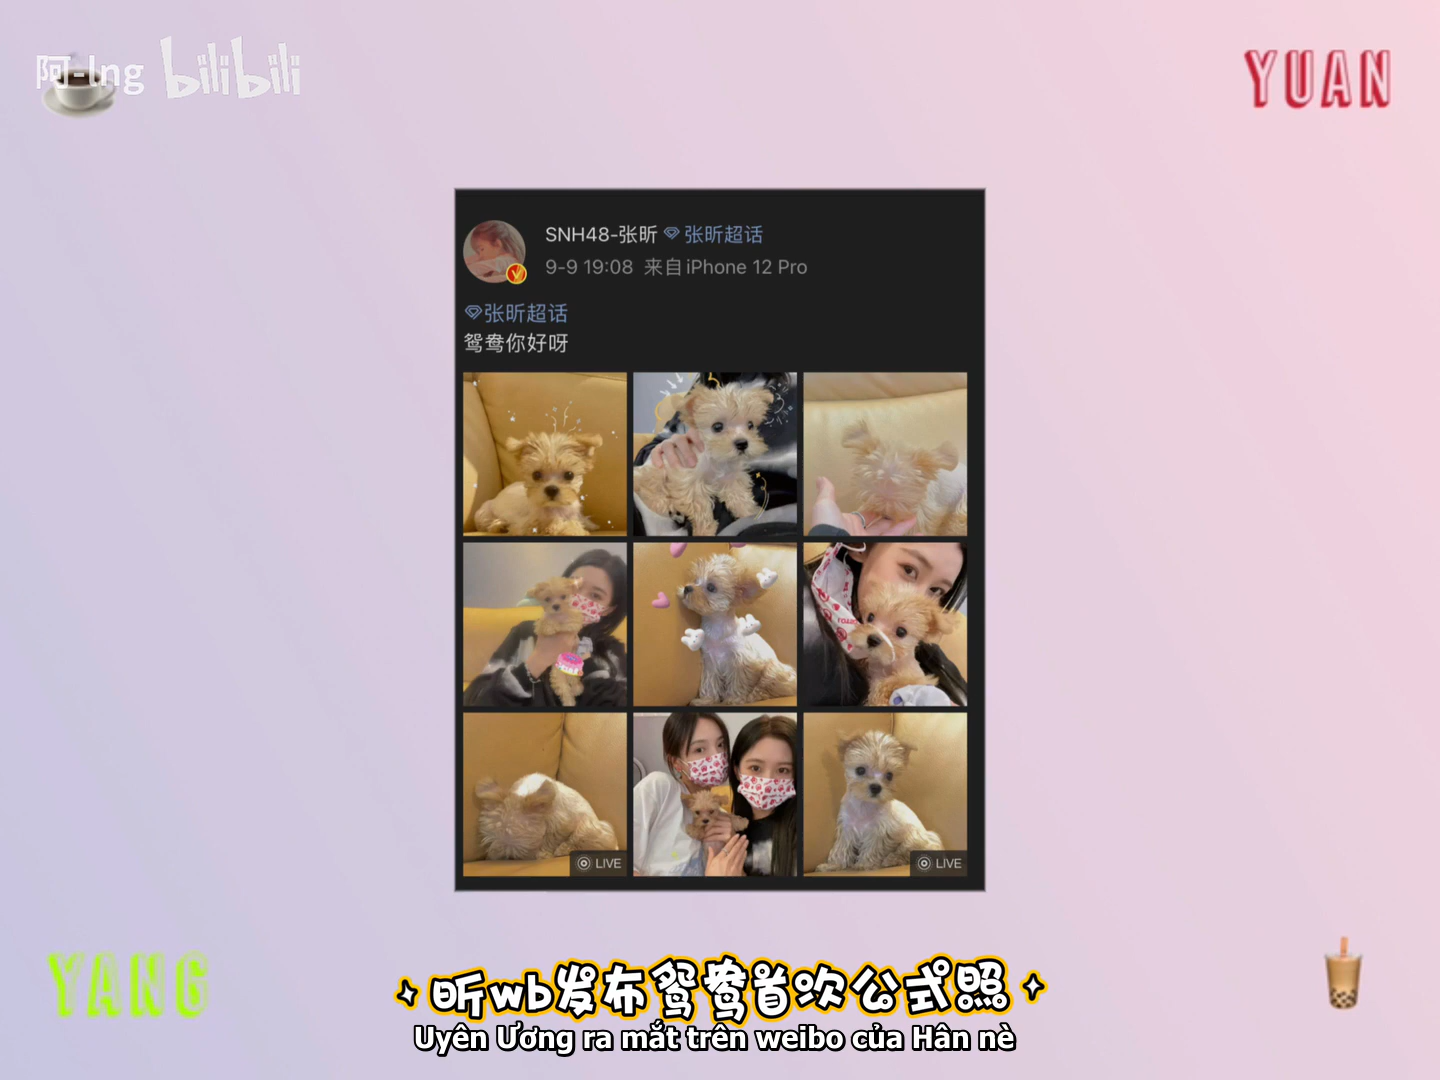 阿-Ing bilibili
YUAN
SNH48-张昕 张昕超话
9-9 19:08 来自iPhone 12 Pro
张昕超话
鸳鸯你好呀
LIVE
LIVE
YANG
昕wb发布鸳鸯首次公式照
Uyên Ương ra mắt trên weibo của Hân nè